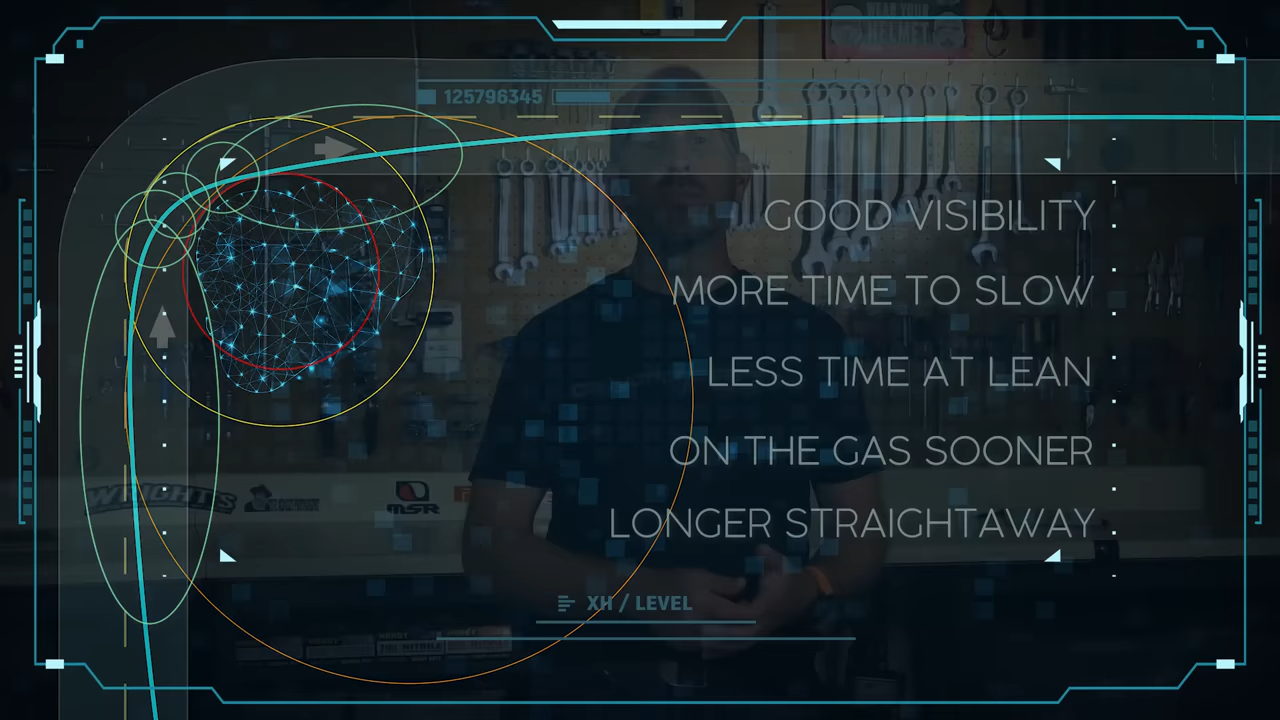 WEAR YOUR
HELMET
125796345
GOOD VISIBILITY
MORE TIME TO SLOW
LESS TIME AT LEAN
ON THE GAS SOONER
WRIGHT'S
MSR
LONGER STRAIGHTAWAY
XH / LEVEL